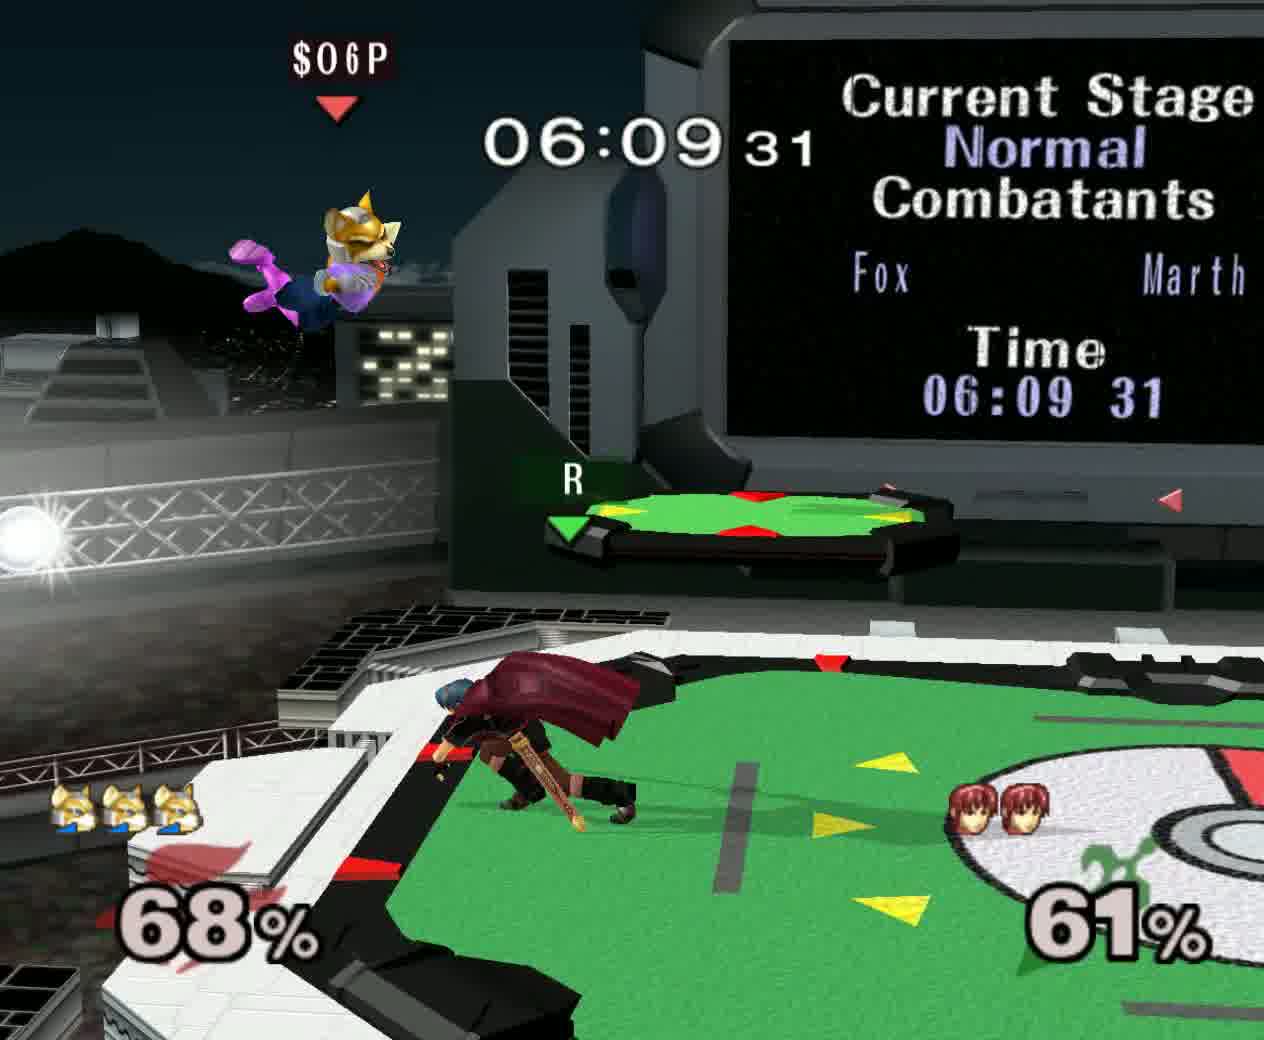 $06P
06:09 31
Current Stage
Normal
Combatants
Fox Marth
Time
06:09 31
R
68%
61%